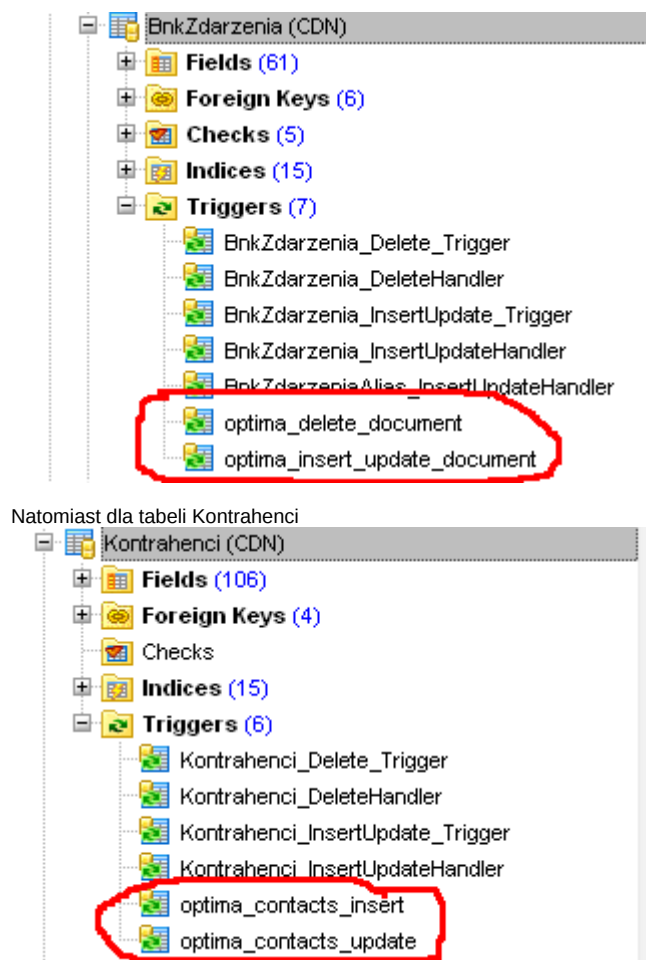 BnkZdarzenia (CDN)
Fields (61)
Foreign Keys (6)
Checks (5)
Indices (15)
Triggers (7)
BnkZdarzenia_Delete_Trigger
BnkZdarzenia_DeleteHandler
BnkZdarzenia_InsertUpdate_Trigger
BnkZdarzenia_InsertUpdateHandler
BnkZdarzeniaAlias_InsertUpdateHandler
optima_delete_document
optima_insert_update_document
Natomiast dla tabeli Kontrahenci
Kontrahenci (CDN)
Fields (106)
Foreign Keys (4)
Checks
Indices (15)
Triggers (6)
Kontrahenci_Delete_Trigger
Kontrahenci_DeleteHandler
Kontrahenci_InsertUpdate_Trigger
Kontrahenci_InsertUpdateHandler
optima_contacts_insert
optima_contacts_update